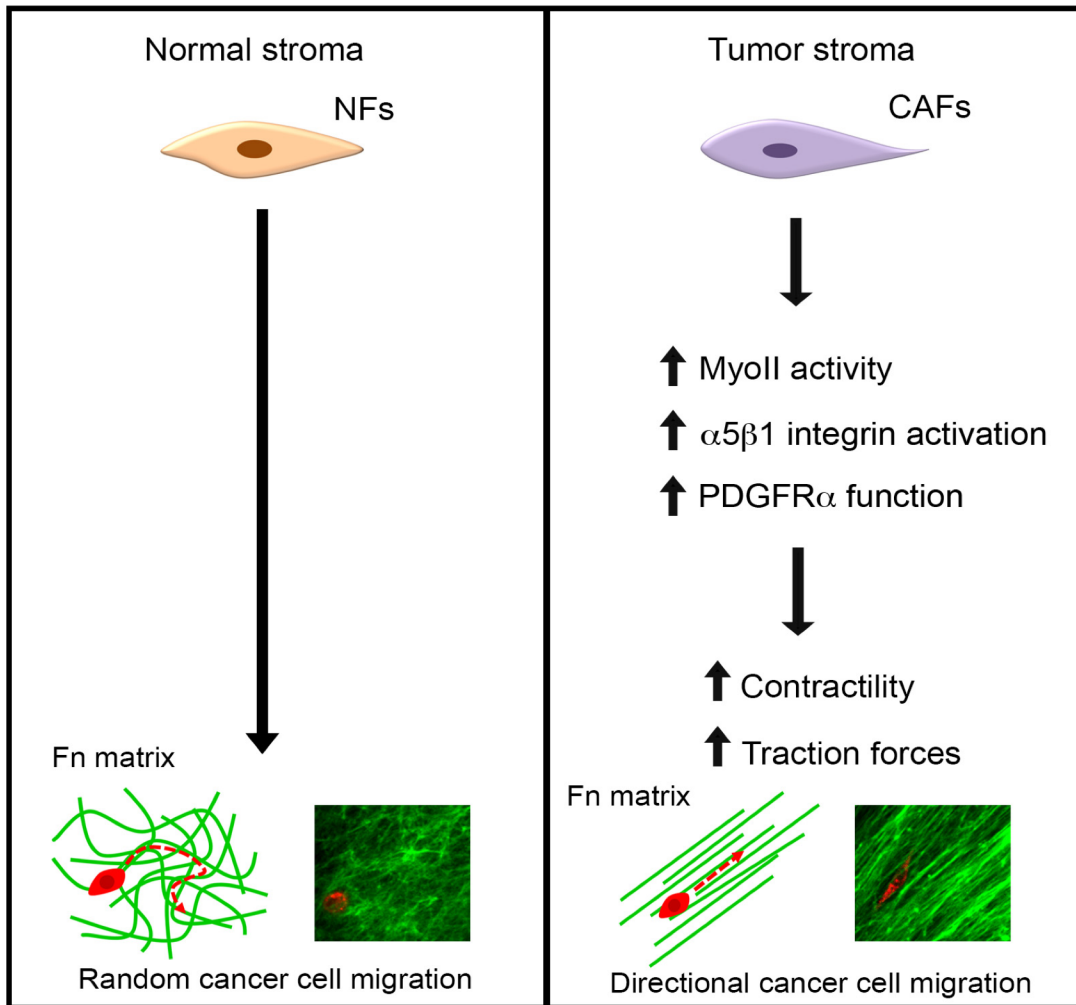 Normal stroma
NFs
Fn matrix
Random cancer cell migration
Tumor stroma
CAFs
MyoII activity
α5β1 integrin activation
PDGFRα function
Contractility
Traction forces
Fn matrix
Directional cancer cell migration